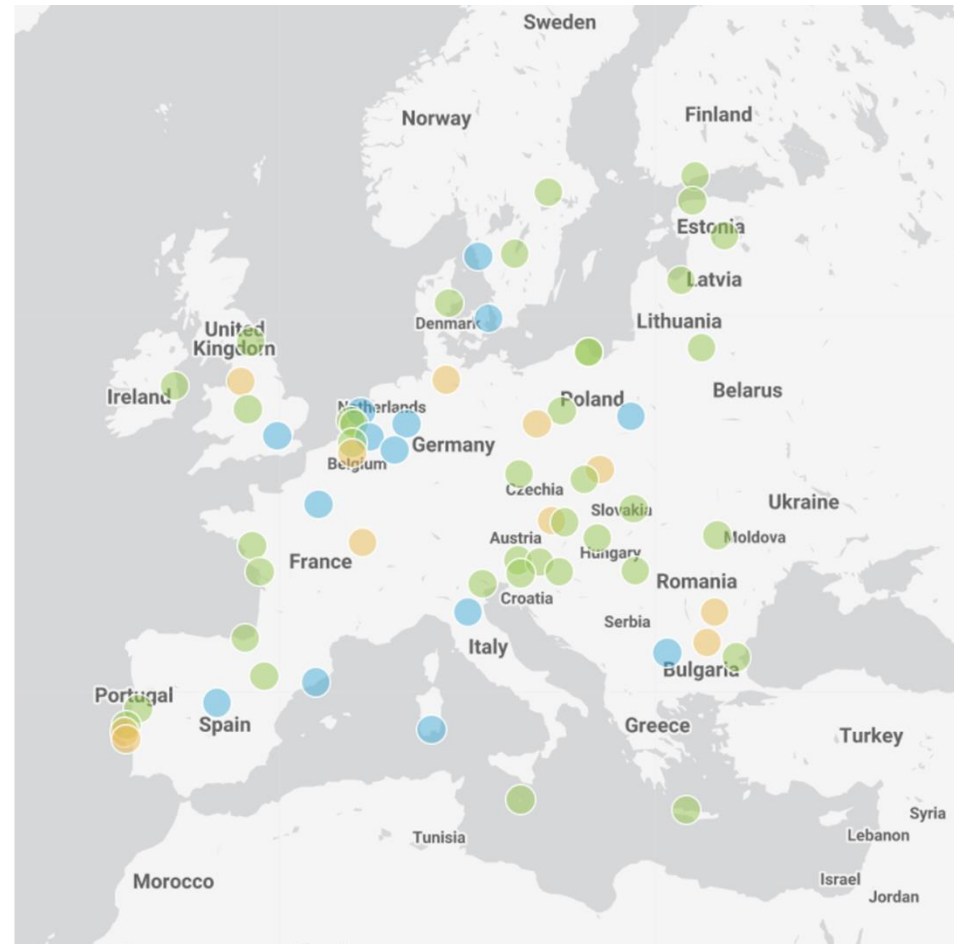 Sweden
Norway
Finland
Estonia
Latvia
Denmark
Lithuania
United
Kingdom
Ireland
Belarus
Netherlands
Poland
Germany
Belgium
Czechia
Slovakia
Ukraine
Austria
Moldova
Hungary
France
Romania
Croatia
Serbia
Italy
Bulgaria
Portugal
Spain
Greece
Turkey
Syria
Tunisia
Lebanon
Morocco
Israel
Jordan